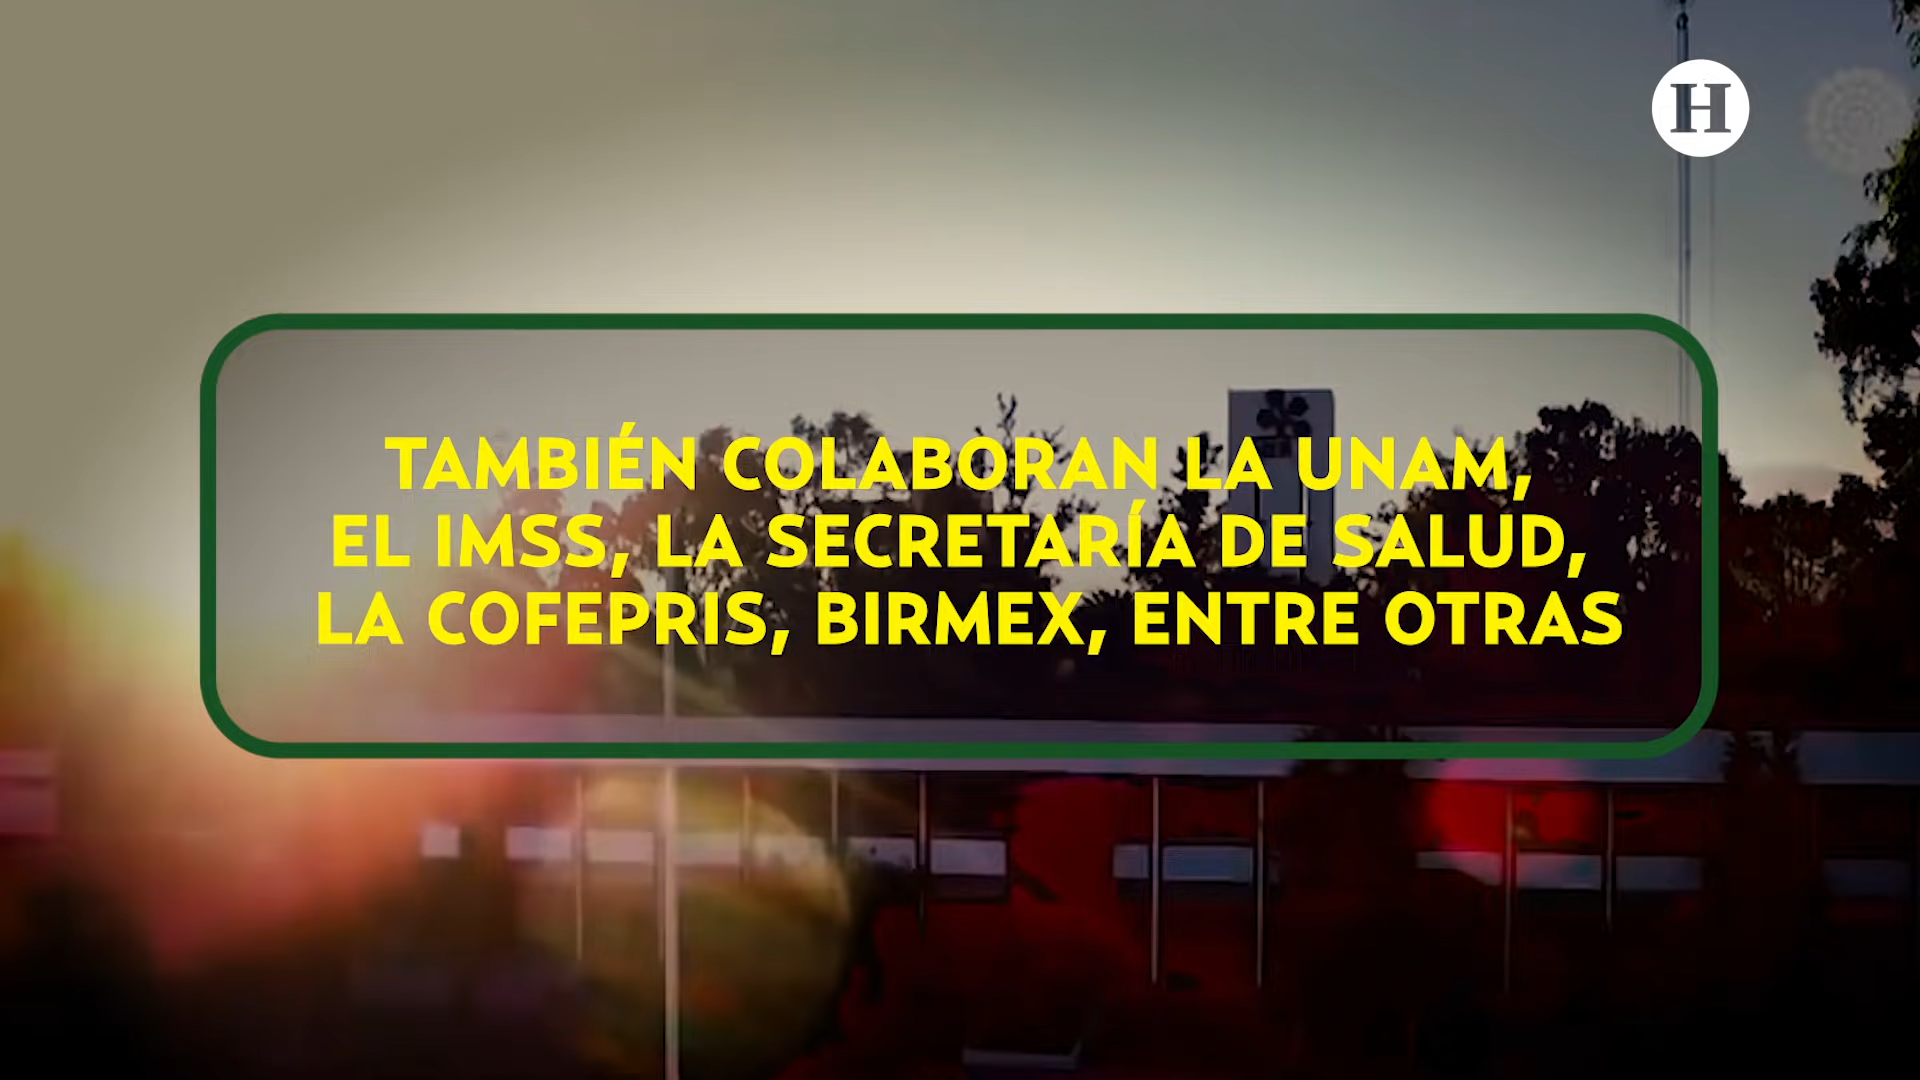 H
TAMBIÉN COLABORAN LA UNAM,
EL IMSS, LA SECRETARÍA DE SALUD,
LA COFEPRIS, BIRMEX, ENTRE OTRAS